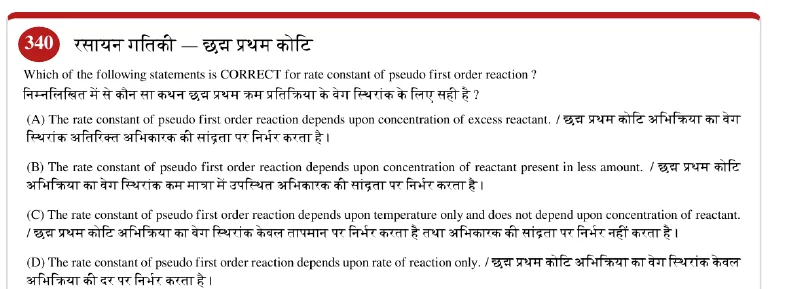 340 रसायन गतिकी — छद्म प्रथम कोटि
Which of the following statements is CORRECT for rate constant of pseudo first order reaction ?
निम्नलिखित में से कौन सा कथन छद्म प्रथम क्रम प्रतिक्रिया के वेग स्थिरांक के लिए सही है ?
(A) The rate constant of pseudo first order reaction depends upon concentration of excess reactant. / छद्म प्रथम कोटि अभिक्रिया का वेग
स्थिरांक अतिरिक्त अभिकारक की सांद्रता पर निर्भर करता है।
(B) The rate constant of pseudo first order reaction depends upon concentration of reactant present in less amount. / छद्म प्रथम कोटि
अभिक्रिया का वेग स्थिरांक कम मात्रा में उपस्थित अभिकारक की सांद्रता पर निर्भर करता है।
(C) The rate constant of pseudo first order reaction depends upon temperature only and does not depend upon concentration of reactant.
/ छद्म प्रथम कोटि अभिक्रिया का वेग स्थिरांक केवल तापमान पर निर्भर करता है तथा अभिकारक की सांद्रता पर निर्भर नहीं करता है।
(D) The rate constant of pseudo first order reaction depends upon rate of reaction only. / छद्म प्रथम कोटि अभिक्रिया का वेग स्थिरांक केवल
अभिक्रिया की दर पर निर्भर करता है।